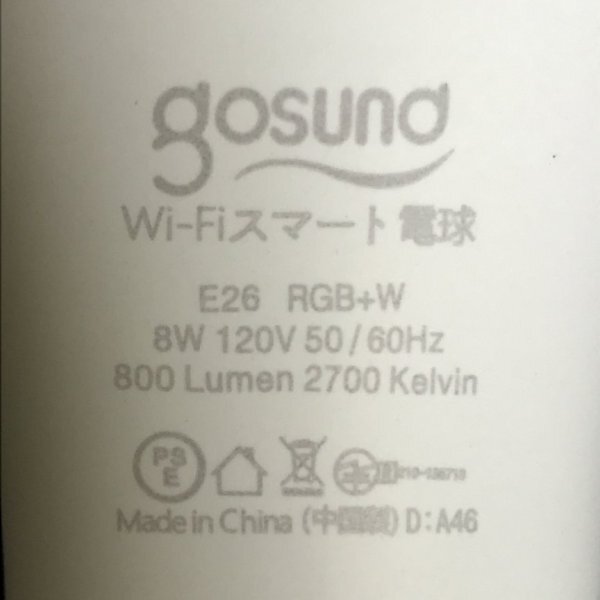 gosund
Wi-Fiスマート電球
E26 RGB+W
8W 120V 50/60Hz
800 Lumen 2700 Kelvin
PS
E
Made in China (中国製) D:A46